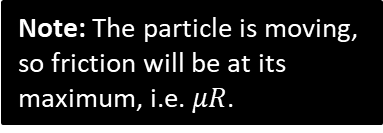 Note: The particle is moving,
so friction will be at its
maximum, i.e. 𝜇𝑅.